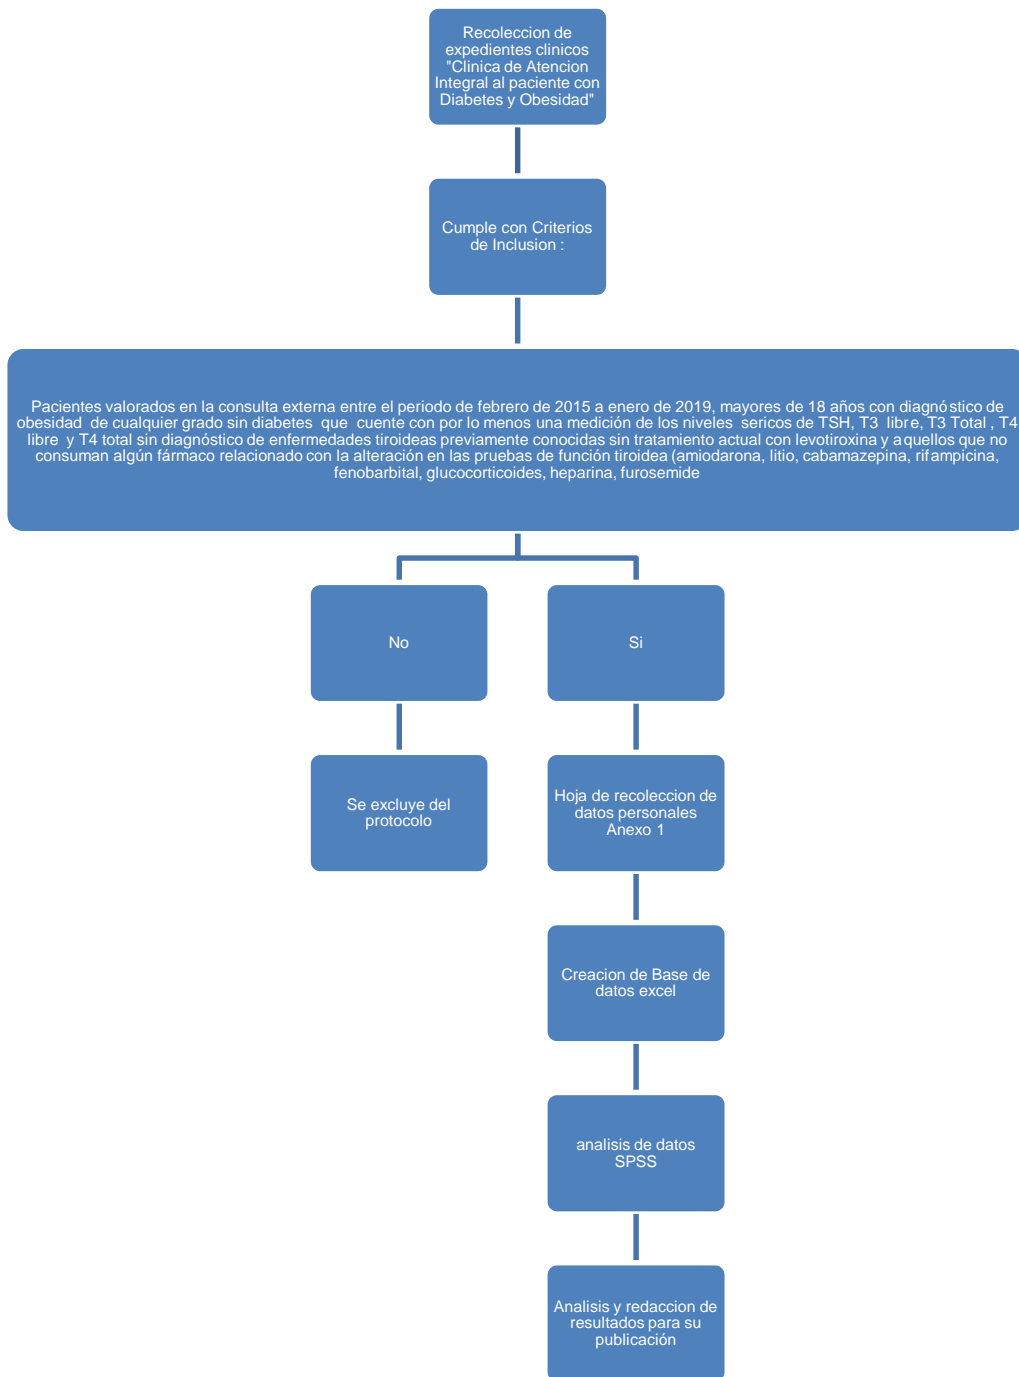 Recoleccion de
expedientes clinicos
"Clinica de Atencion
Integral al paciente con
Diabetes y Obesidad"
Cumple con Criterios
de Inclusion :
Pacientes valorados en la consulta externa entre el periodo de febrero de 2015 a enero de 2019, mayores de 18 años con diagnóstico de
obesidad de cualquier grado sin diabetes que cuente con por lo menos una medición de los niveles sericos de TSH, T3 libre, T3 Total , T4
libre y T4 total sin diagnóstico de enfermedades tiroideas previamente conocidas sin tratamiento actual con levotiroxina y aquellos que no
consuman algún fármaco relacionado con la alteración en las pruebas de función tiroidea (amiodarona, litio, cabamazepina, rifampicina,
fenobarbital, glucocorticoides, heparina, furosemide
No
Si
Se excluye del
protocolo
Hoja de recoleccion de
datos personales
Anexo 1
Creacion de Base de
datos excel
analisis de datos
SPSS
Analisis y redaccion de
resultados para su
publicación